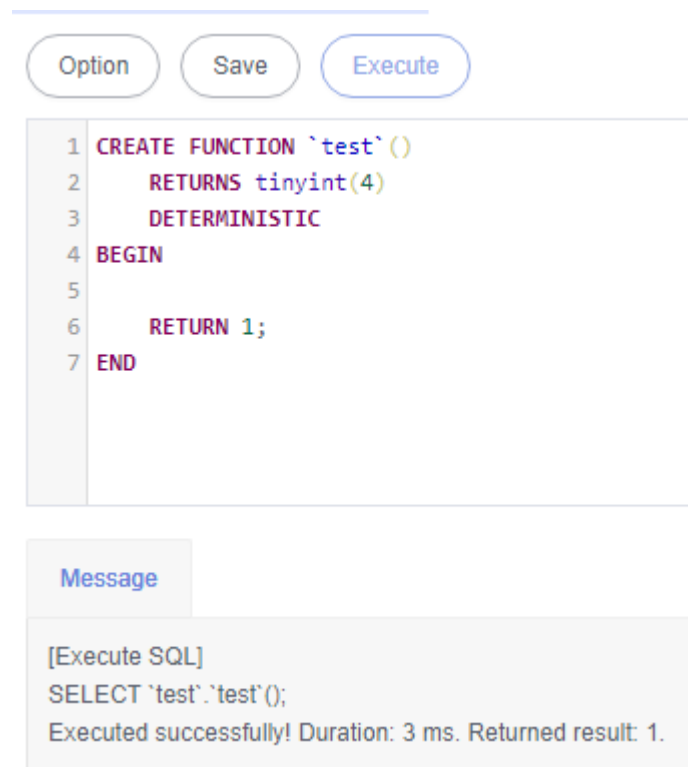 Option Save Execute
1 CREATE FUNCTION `test`()
2     RETURNS tinyint(4)
3     DETERMINISTIC
4 BEGIN
5
6     RETURN 1;
7 END
Message
[Execute SQL]
SELECT `test`.`test`();
Executed successfully! Duration: 3 ms. Returned result: 1.